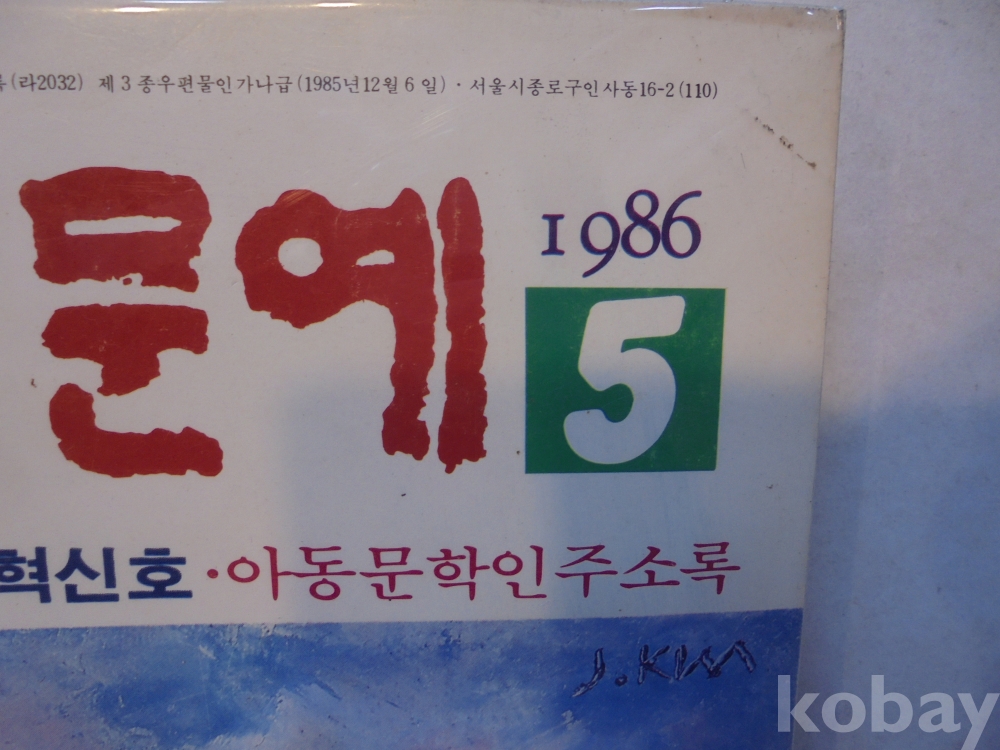 록(라2032) 제3종우편물인가나급(1985년12월6일)·서울시종로구인사동16-2(110)
문예
1986
5
혁신호·아동문학인주소록
J.KIM
kobay